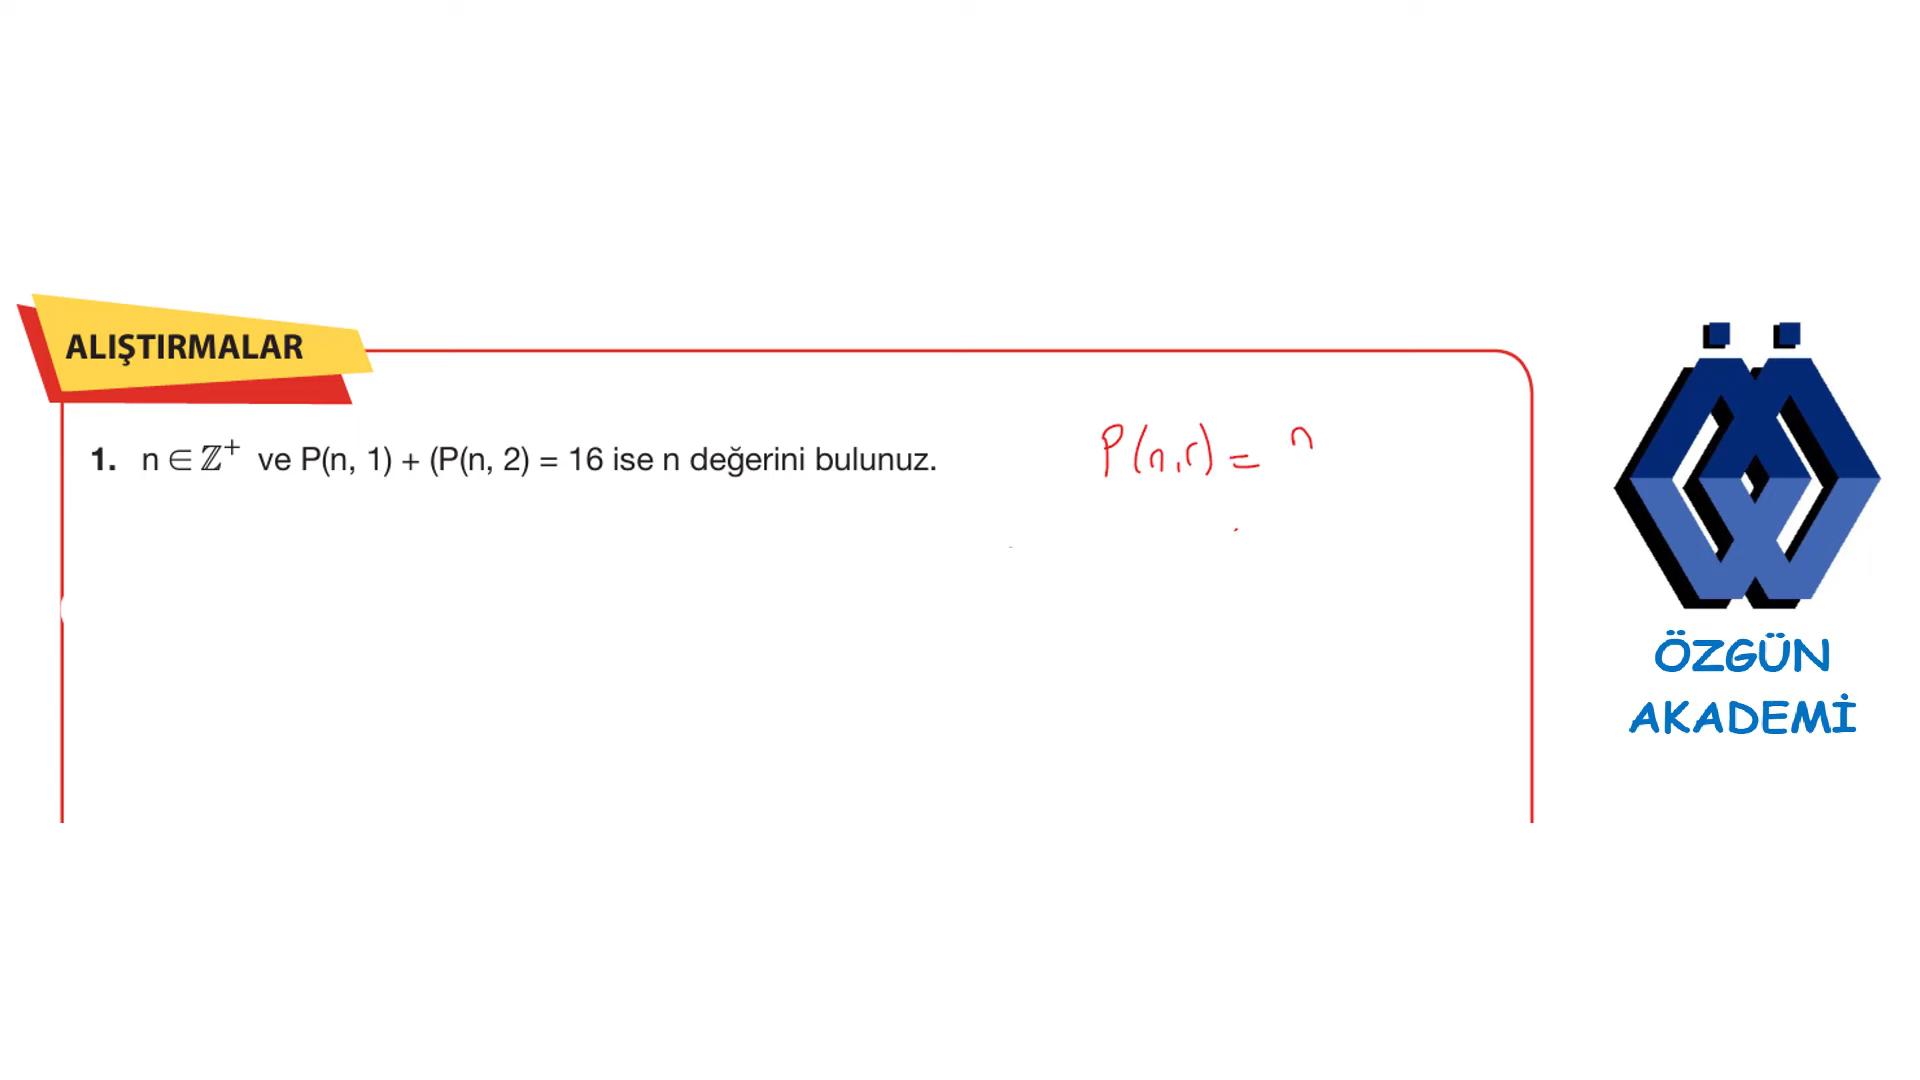 ALIŞTIRMALAR
1. n ∈ ℤ⁺ ve P(n, 1) + (P(n, 2) = 16 ise n değerini bulunuz.
P(n,r) = n
ÖZGÜN
AKADEMİ